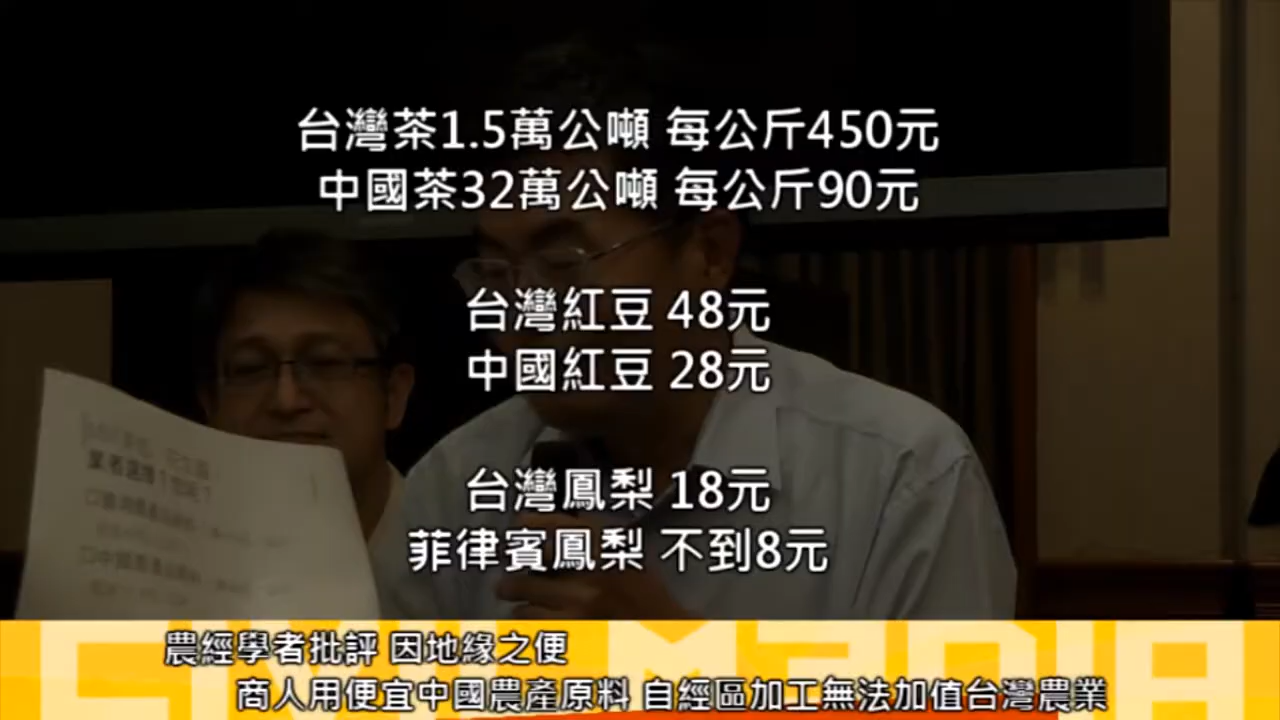 台灣茶1.5萬公噸 每公斤450元
中國茶32萬公噸 每公斤90元
台灣紅豆 48元
中國紅豆 28元
台灣鳳梨 18元
菲律賓鳳梨 不到8元
農經學者批評 因地緣之便
商人用便宜中國農產原料 自經區加工無法加值台灣農業